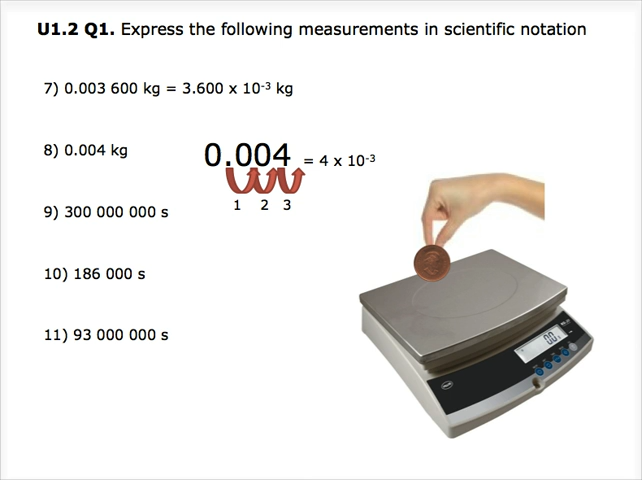 U1.2 Q1. Express the following measurements in scientific notation
7) 0.003 600 kg = 3.600 x 10⁻³ kg
8) 0.004 kg
0.004 = 4 x 10⁻³
1 2 3
9) 300 000 000 s
10) 186 000 s
11) 93 000 000 s
0.0